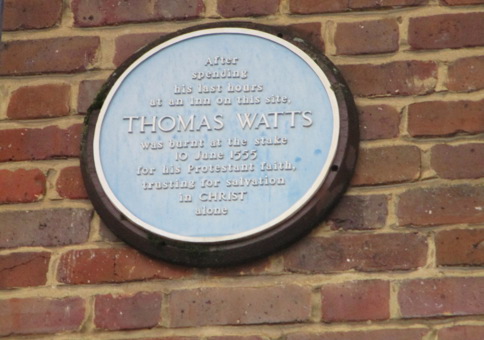 After
spending
his last hours
at an inn on this site,
THOMAS WATTS
was burnt at the stake
10 June 1555
for his Protestant faith,
trusting for salvation
in CHRIST
alone